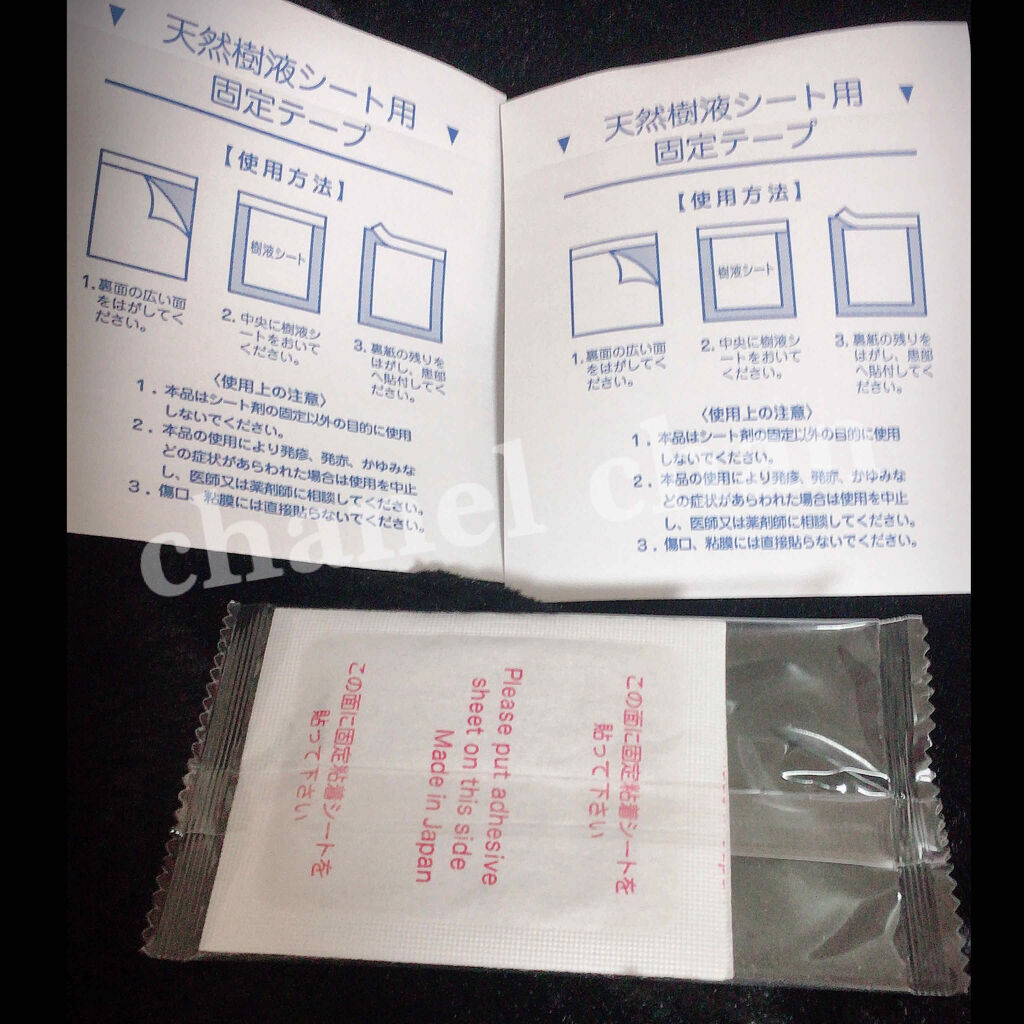 天然樹液シート用
固定テープ
【使用方法】
樹液シート
1. 裏面の広い面
をはがしてく
ださい。
2. 中央に樹液シ
ートをおいて
ください。
3. 裏紙の残りを
はがし、患部
へ貼付してく
ださい。
〈使用上の注意〉
1. 本品はシート剤の固定以外の目的に使用
しないでください。
2. 本品の使用により発疹、発赤、かゆみな
どの症状があらわれた場合は使用を中止
し、医師又は薬剤師に相談してください。
3. 傷口、粘膜には直接貼らないでください。
天然樹液シート用
固定テープ
【使用方法】
樹液シート
1. 裏面の広い面
をはがしてく
ださい。
2. 中央に樹液シ
ートをおいて
ください。
3. 裏紙の残りを
はがし、患部
へ貼付してく
ださい。
〈使用上の注意〉
1. 本品はシート剤の固定以外の目的に使用
しないでください。
2. 本品の使用により発疹、発赤、かゆみな
どの症状があらわれた場合は使用を中止
し、医師又は薬剤師に相談してください。
3. 傷口、粘膜には直接貼らないでください。
chanel chan
この面に固定粘着シートを
貼って下さい
Please put adhesive
sheet on this side
Made in Japan
この面に固定粘着シートを
貼って下さい